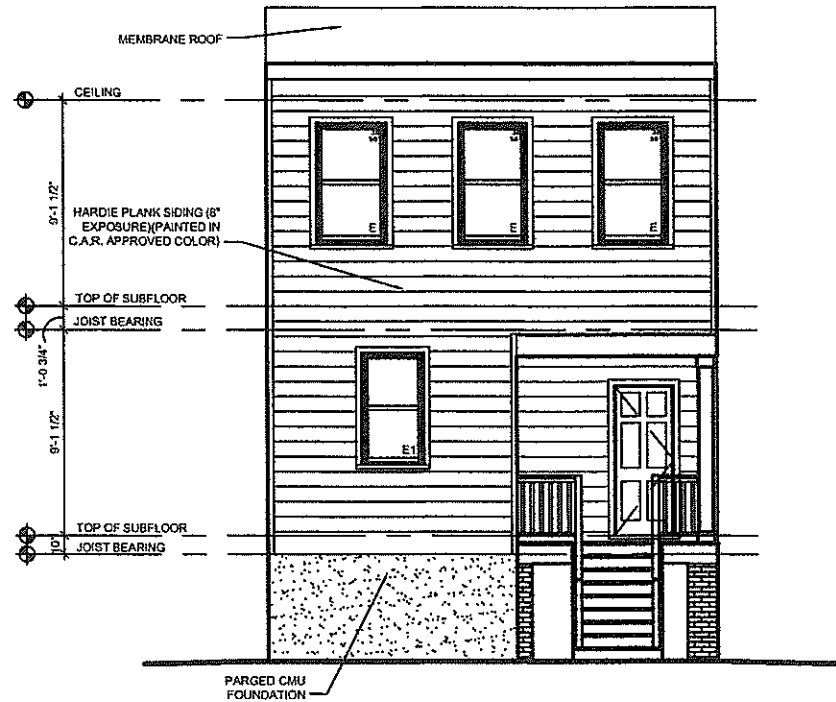 MEMBRANE ROOF
CEILING
9'-1 1/2"
HARDIE PLANK SIDING (8"
EXPOSURE)(PAINTED IN
C.A.R. APPROVED COLOR)
E
E
E
TOP OF SUBFLOOR
JOIST BEARING
1'-0 3/4"
9'-1 1/2"
E1
TOP OF SUBFLOOR
10"
JOIST BEARING
PARGED CMU
FOUNDATION